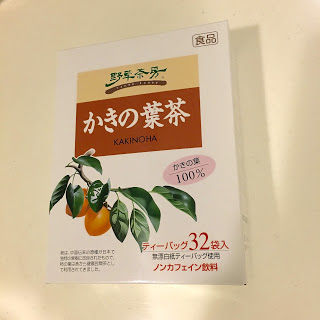 食品
野草茶房
かきの葉茶
KAKINOHA
かきの葉
100%
ティーバッグ32袋入
無漂白紙ティーバッグ使用
ノンカフェイン飲料